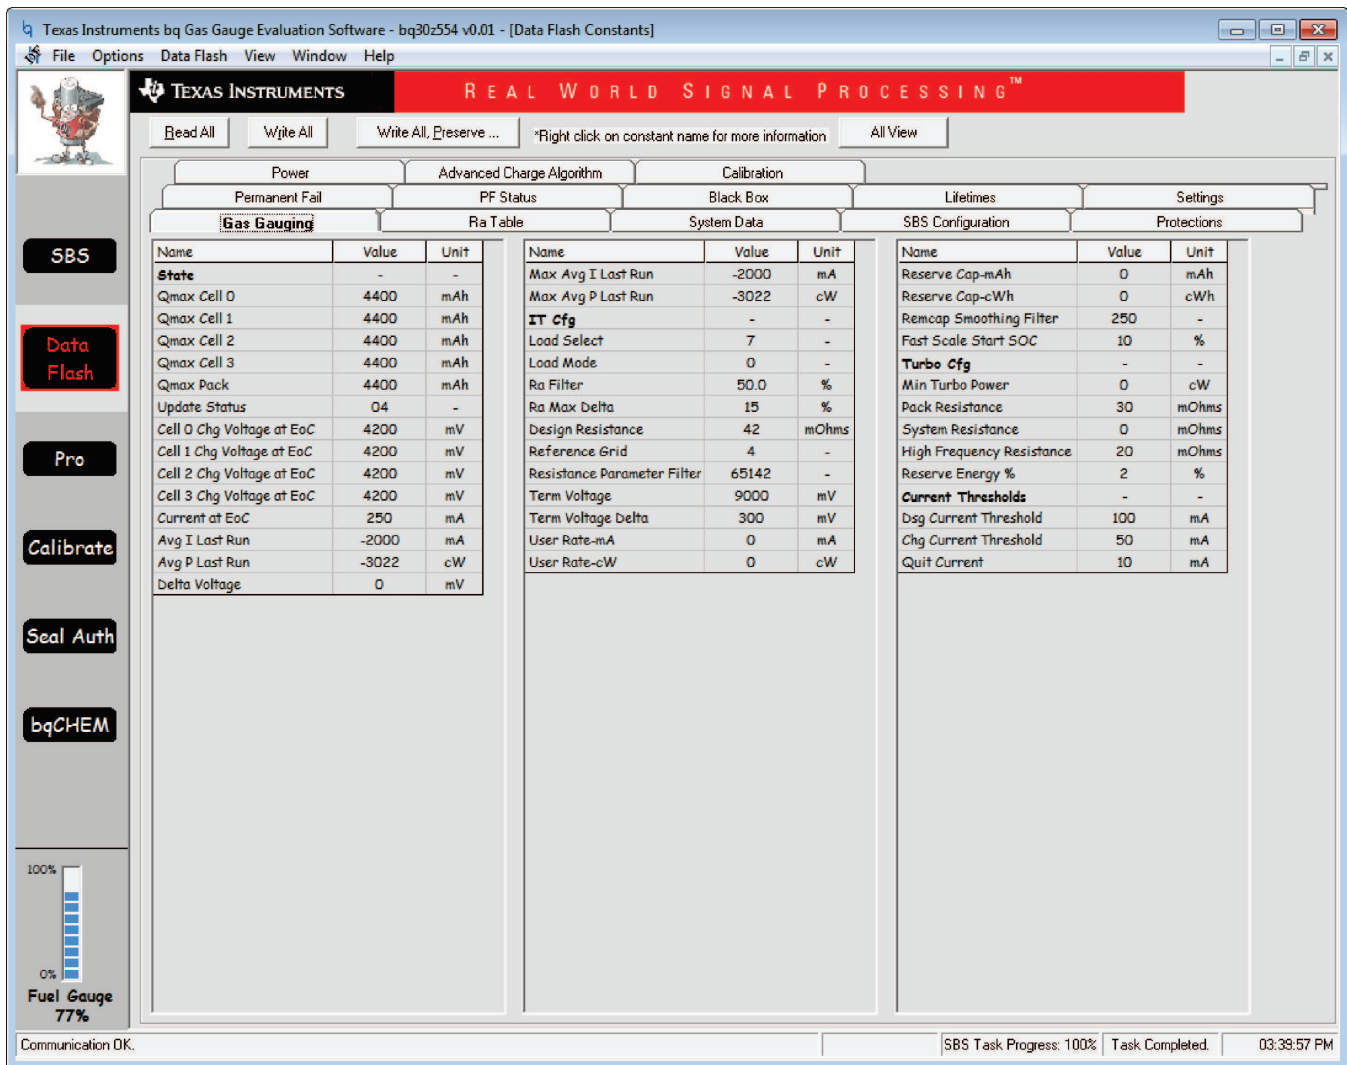 Texas Instruments bq Gas Gauge Evaluation Software - bq30z554 v0.01 - [Data Flash Constants]
File Options Data Flash View Window Help
TEXAS INSTRUMENTS REAL WORLD SIGNAL PROCESSING™
Read All Write All Write All, Preserve ... *Right click on constant name for more information All View
Power Advanced Charge Algorithm Calibration
Permanent Fail PF Status Black Box Lifetimes Settings
Gas Gauging Ra Table System Data SBS Configuration Protections
SBS
Data Flash
Pro
Calibrate
Seal Auth
bqCHEM
100%
0%
Fuel Gauge
77%
Name Value Unit
State - -
Qmax Cell 0 4400 mAh
Qmax Cell 1 4400 mAh
Qmax Cell 2 4400 mAh
Qmax Cell 3 4400 mAh
Qmax Pack 4400 mAh
Update Status 04 -
Cell 0 Chg Voltage at EoC 4200 mV
Cell 1 Chg Voltage at EoC 4200 mV
Cell 2 Chg Voltage at EoC 4200 mV
Cell 3 Chg Voltage at EoC 4200 mV
Current at EoC 250 mA
Avg I Last Run -2000 mA
Avg P Last Run -3022 cW
Delta Voltage 0 mV
Name Value Unit
Max Avg I Last Run -2000 mA
Max Avg P Last Run -3022 cW
IT Cfg - -
Load Select 7 -
Load Mode 0 -
Ra Filter 50.0 %
Ra Max Delta 15 %
Design Resistance 42 mOhms
Reference Grid 4 -
Resistance Parameter Filter 65142 -
Term Voltage 9000 mV
Term Voltage Delta 300 mV
User Rate-mA 0 mA
User Rate-cW 0 cW
Name Value Unit
Reserve Cap-mAh 0 mAh
Reserve Cap-cWh 0 cWh
Remcap Smoothing Filter 250 -
Fast Scale Start SOC 10 %
Turbo Cfg - -
Min Turbo Power 0 cW
Pack Resistance 30 mOhms
System Resistance 0 mOhms
High Frequency Resistance 20 mOhms
Reserve Energy % 2 %
Current Thresholds - -
Dsg Current Threshold 100 mA
Chg Current Threshold 50 mA
Quit Current 10 mA
Communication OK. SBS Task Progress: 100% Task Completed. 03:39:57 PM